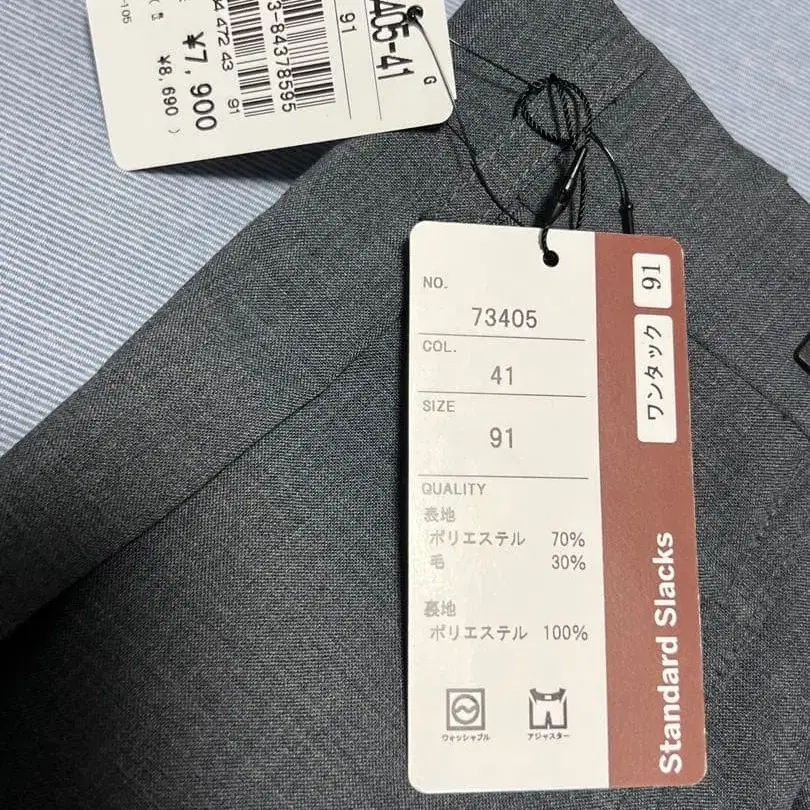 405-41
G
91
3-84378595
472 43
91
¥7,900
¥8,690 )
NO.
73405
COL.
41
SIZE
91
QUALITY
表地
ポリエステル 70%
毛 30%
裏地
ポリエステル 100%
ウォッシャブル
アジャスター
91
ワンタック
Standard Slacks